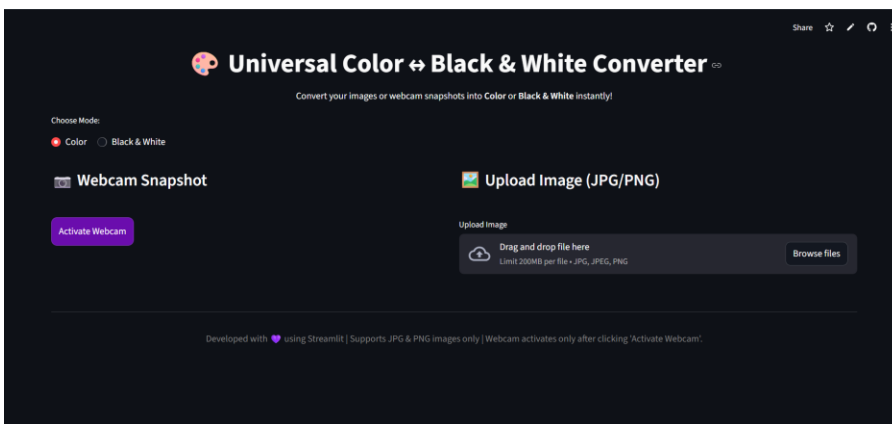 Share
🎨 Universal Color ↔ Black & White Converter
Convert your images or webcam snapshots into Color or Black & White instantly!
Choose Mode:
Color Black & White
📷 Webcam Snapshot
Activate Webcam
🖼️ Upload Image (JPG/PNG)
Upload Image
Drag and drop file here
Limit 200MB per file • JPG, JPEG, PNG
Browse files
Developed with 💜 using Streamlit | Supports JPG & PNG images only | Webcam activates only after clicking 'Activate Webcam'.